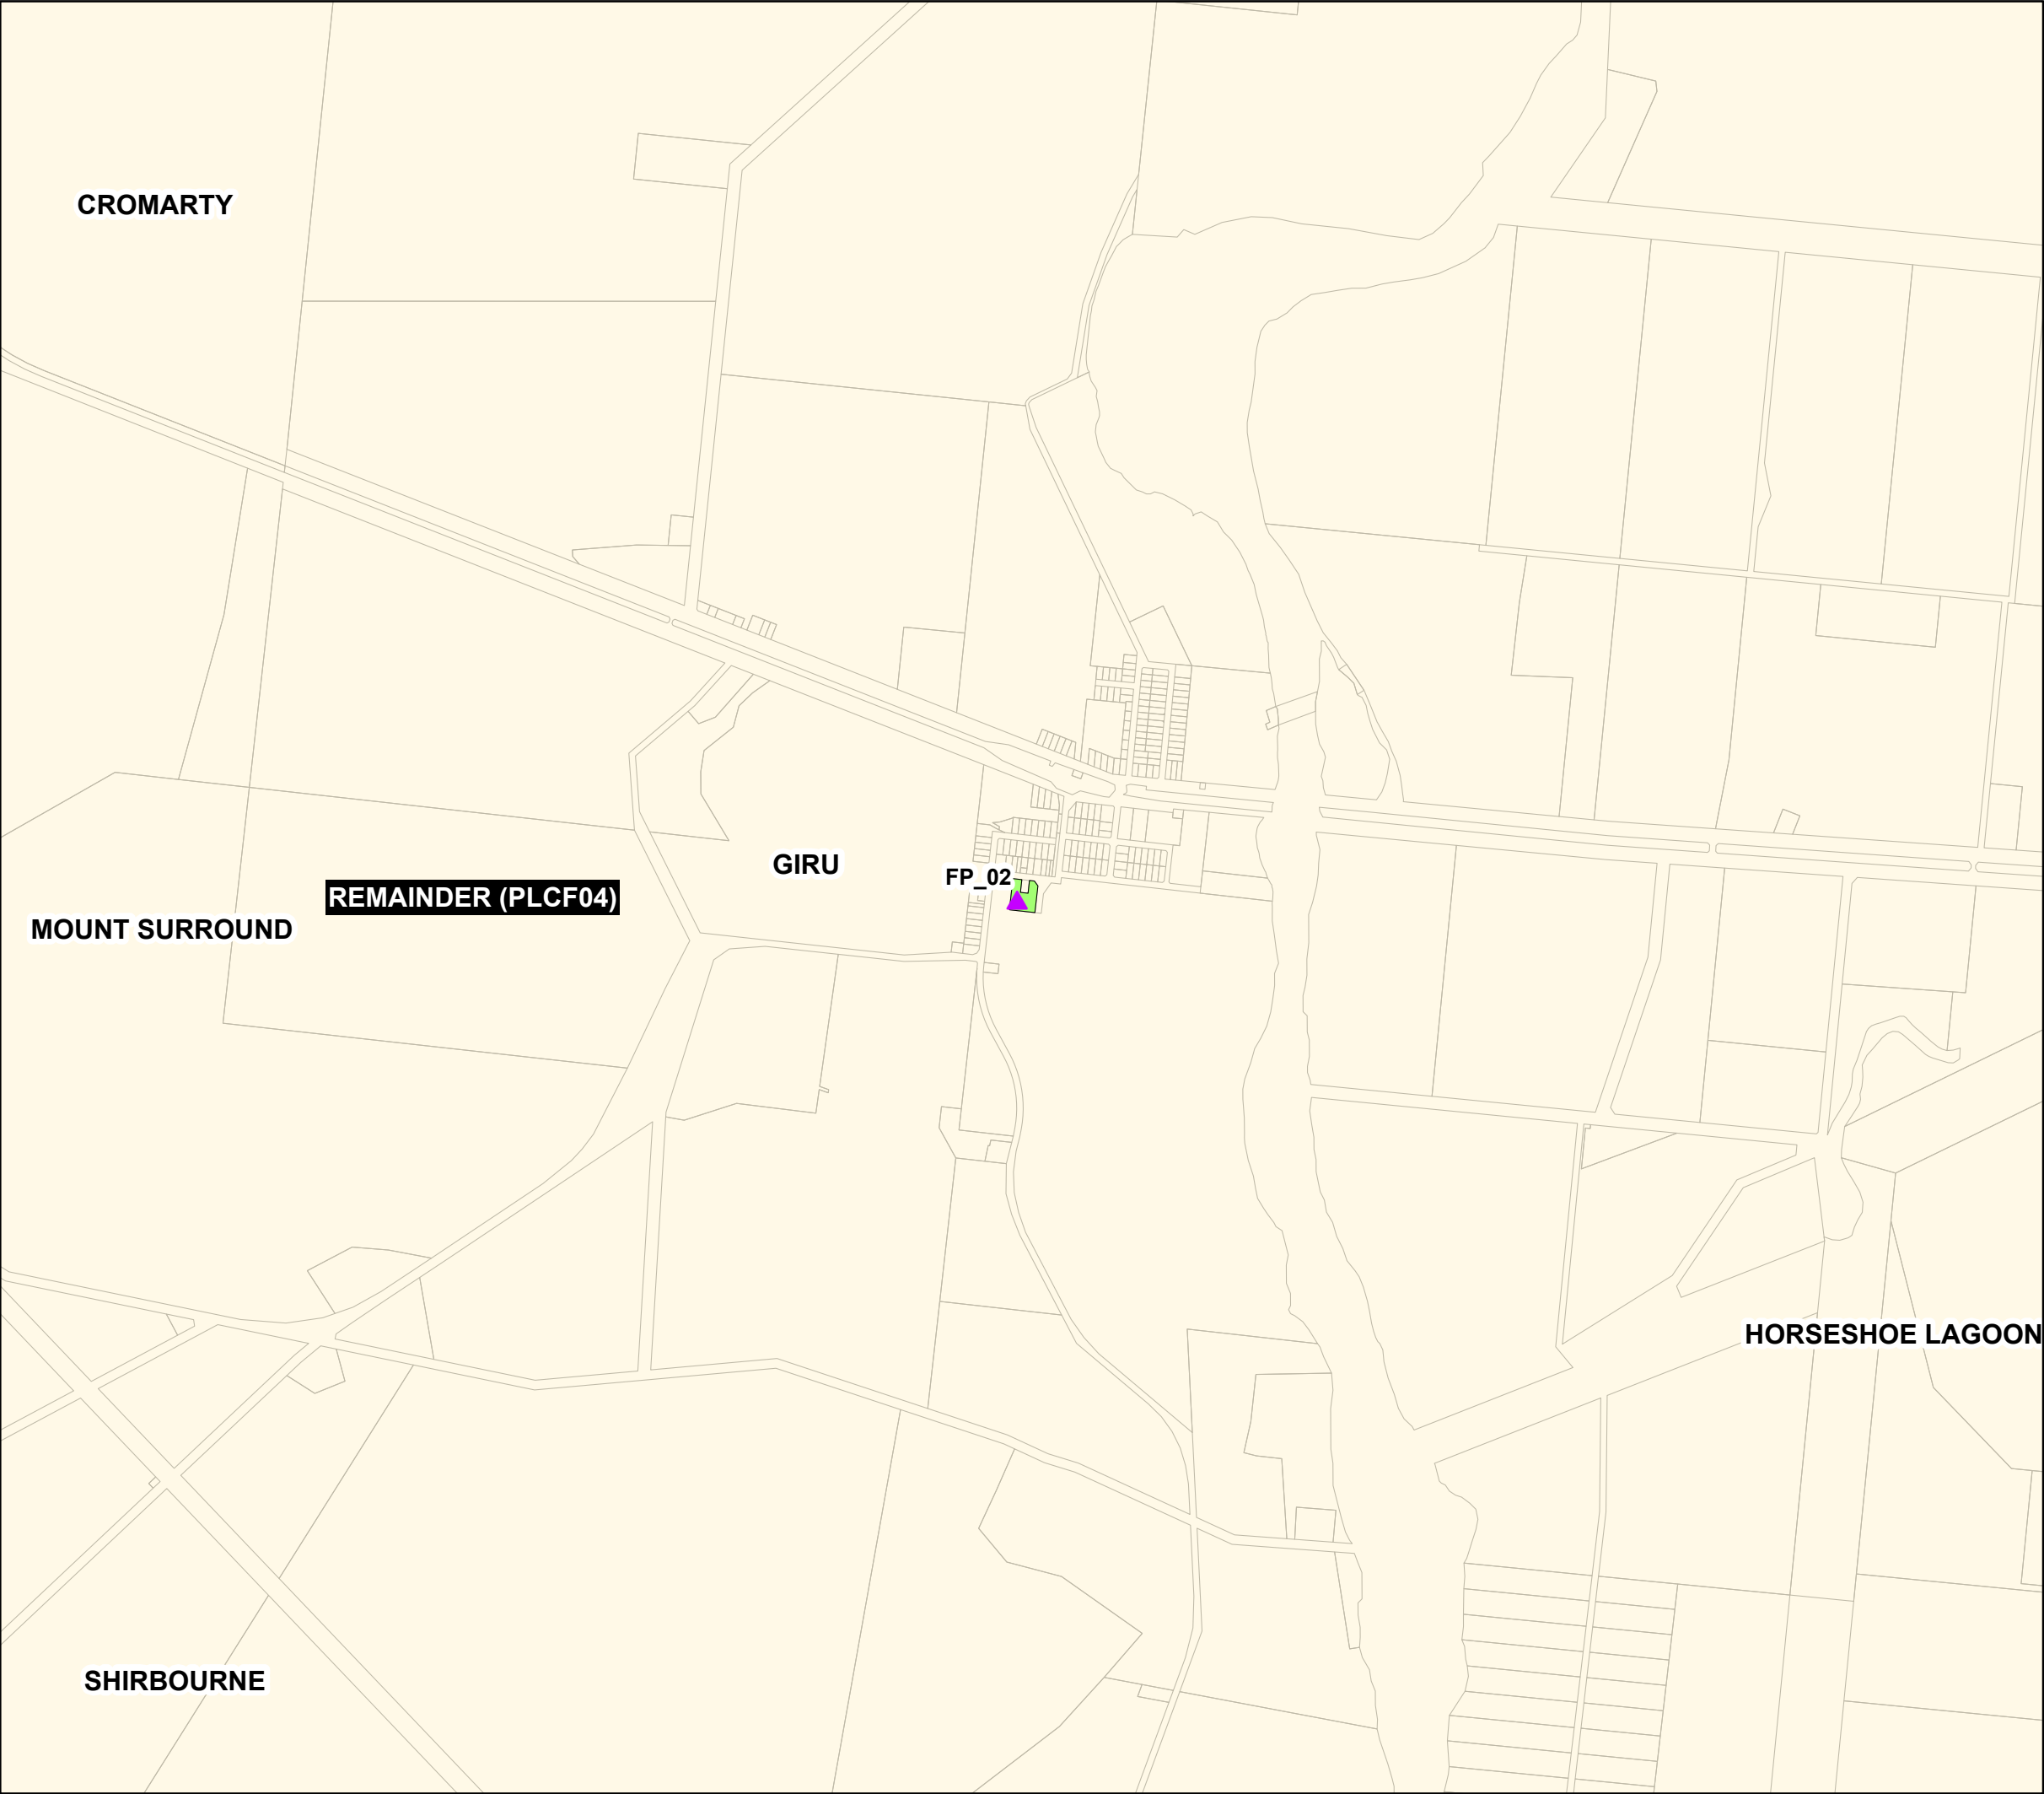 CROMARTY
GIRU
FP_02
REMAINDER (PLCF04)
MOUNT SURROUND
HORSESHOE LAGOON
SHIRBOURNE